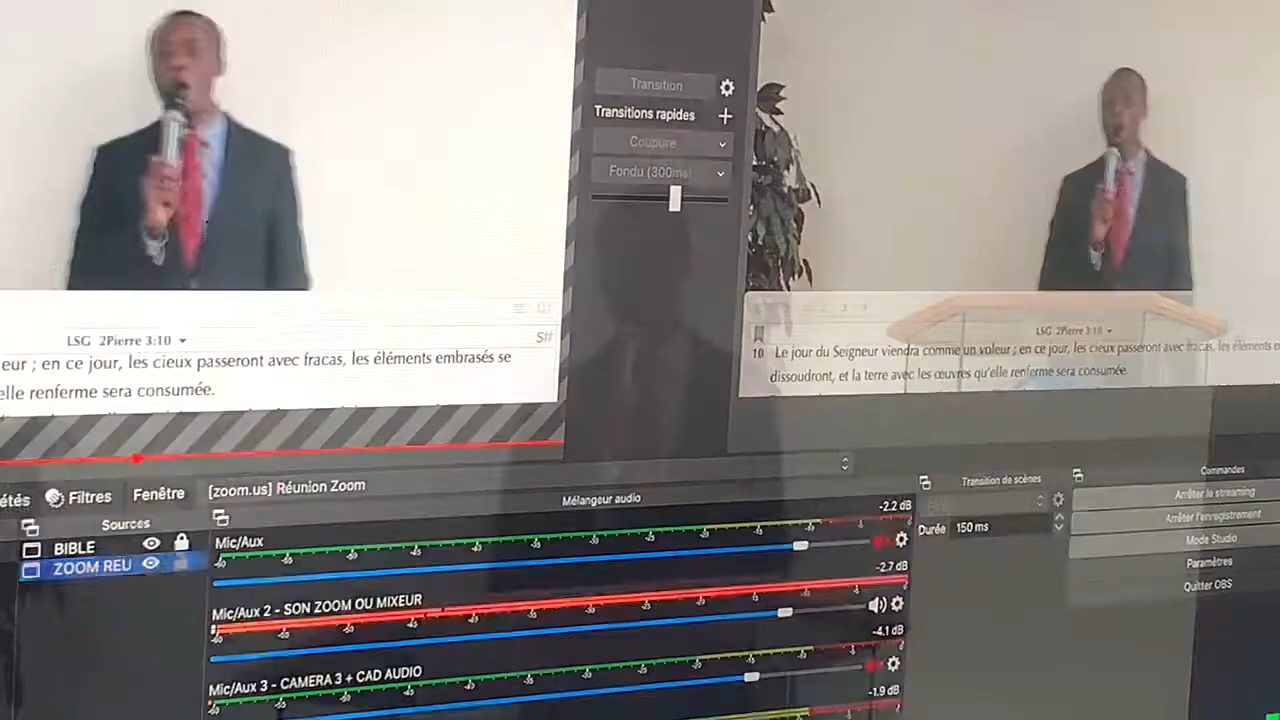 Transition
Transitions rapides
Coupure
Fondu (300ms)
LSG 2Pierre 3:10
S#
eur ; en ce jour, les cieux passeront avec fracas, les éléments embrasés se
elle renferme sera consumée.
LSG 2Pierre 3:10
10 Le jour du Seigneur viendra comme un voleur ; en ce jour, les cieux passeront avec fracas, les éléments e
dissoudront, et la terre avec les œuvres qu'elle renferme sera consumée.
étés
Filtres
Fenêtre
[zoom.us] Réunion Zoom
Sources
BIBLE
ZOOM REU
Mélangeur audio
Mic/Aux
-2.2 dB
Mic/Aux 2 - SON ZOOM OU MIXEUR
-2.7 dB
Mic/Aux 3 - CAMERA 3 + CAD AUDIO
-4.1 dB
-1.9 dB
Transition de scènes
Durée
150 ms
Commandes
Arrêter le streaming
Arrêter l'enregistrement
Mode Studio
Paramètres
Quitter OBS